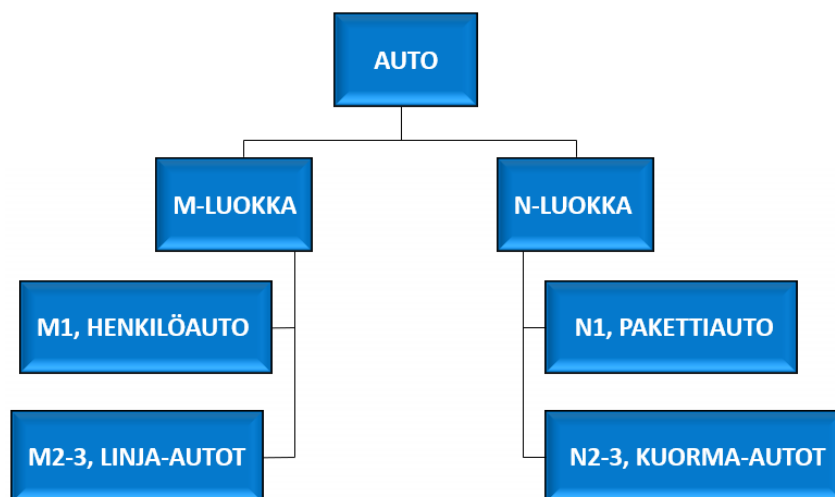 AUTO
M-LUOKKA
N-LUOKKA
M1, HENKILÖAUTO
N1, PAKETTIAUTO
M2-3, LINJA-AUTOT
N2-3, KUORMA-AUTOT